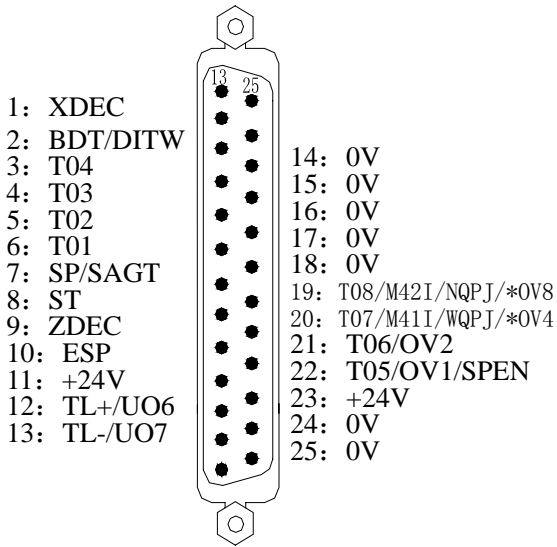 13 25
1: XDEC
2: BDT/DITW
3: T04
4: T03
5: T02
6: T01
7: SP/SAGT
8: ST
9: ZDEC
10: ESP
11: +24V
12: TL+/UO6
13: TL-/UO7
14: 0V
15: 0V
16: 0V
17: 0V
18: 0V
19: T08/M42I/NQPJ/*OV8
20: T07/M41I/WQPJ/*OV4
21: T06/OV2
22: T05/OV1/SPEN
23: +24V
24: 0V
25: 0V